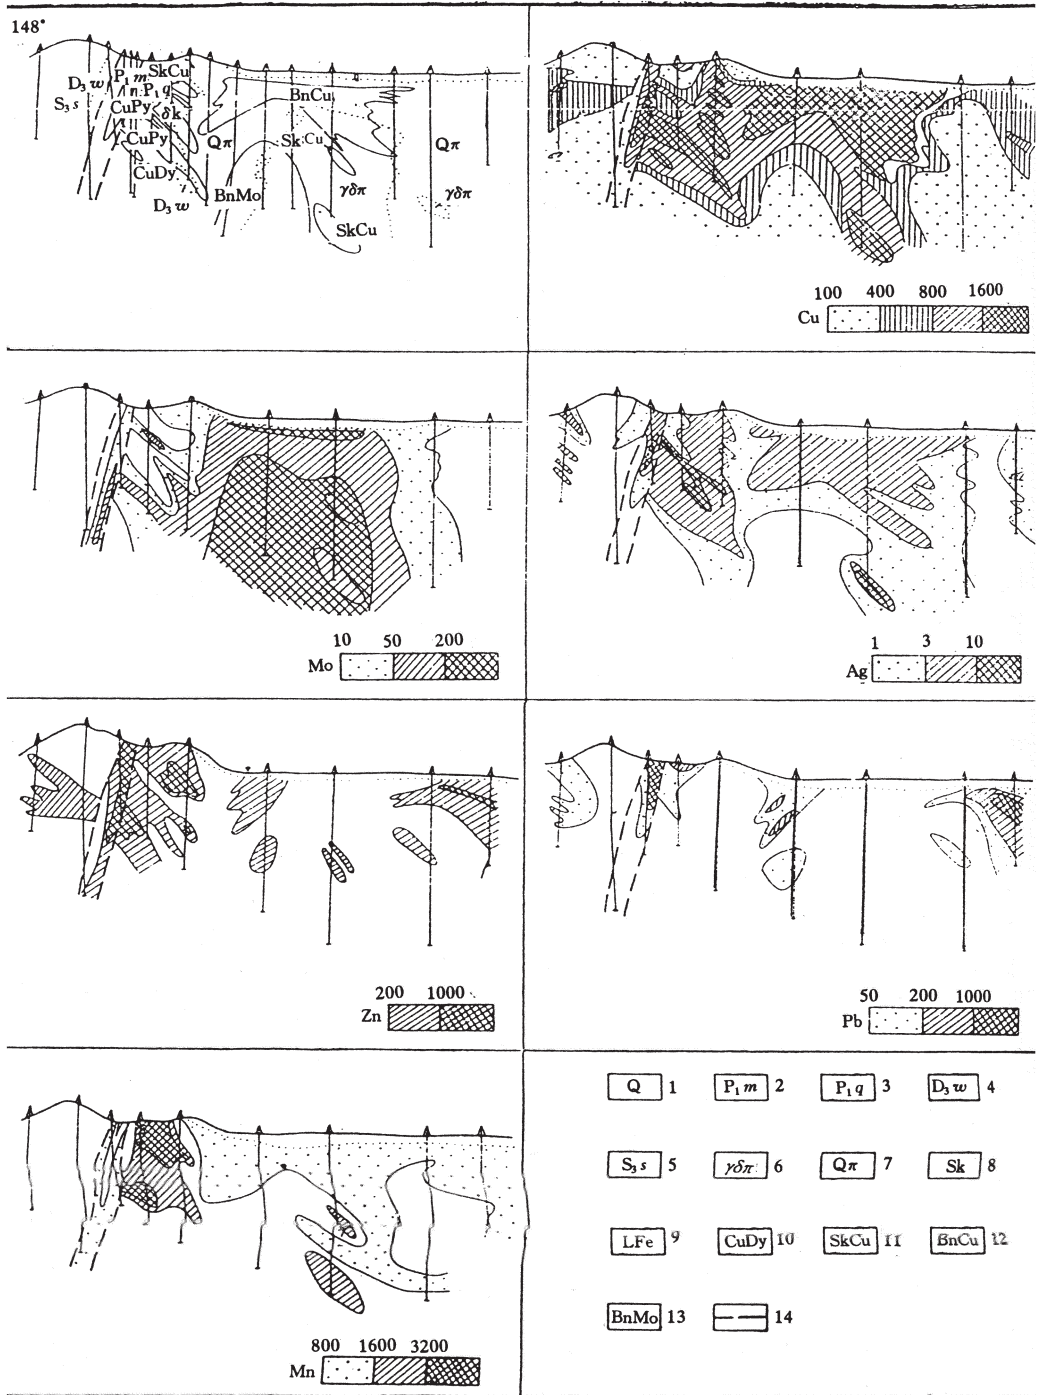 148°
D₃w P₁m SkCu
S₃s n P₁q
CuPy δk
CuPy
CuDy
D₃w
BnCu
Qπ Sk Cu Qπ
BnMo γδπ γδπ
SkCu
100 400 800 1600
Cu
10 50 200
Mo
1 3 10
Ag
200 1000
Zn
50 200 1000
Pb
800 1600 3200
Mn
Q 1 P₁m 2 P₁q 3 D₃w 4
S₃s 5 γδπ 6 Qπ 7 Sk 8
LFe 9 CuDy 10 SkCu 11 BnCu 12
BnMo 13 14